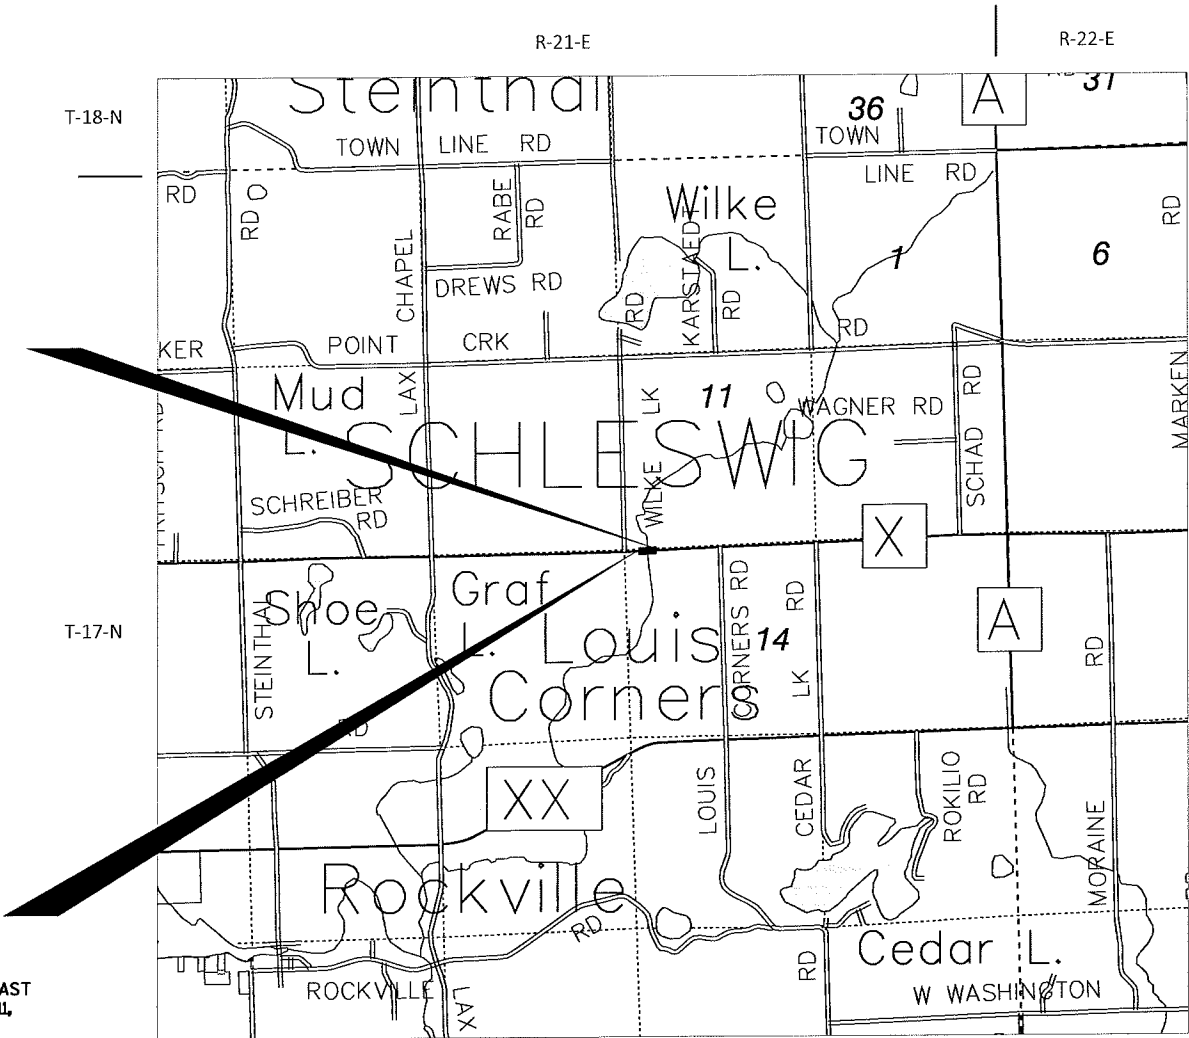 R-21-E
R-22-E
T-18-N
Steinthal
36
A
31
TOWN LINE RD
TOWN
LINE RD
RD
RD
RABE
RD
Wilke
L.
RD
CHAPEL
DREWS RD
KARSTAEDT
RD
RD
1
6
KER
POINT
CRK
RD
Mud
L.
LAX
LK
11
WAGNER RD
RD
MARKEN
SCHLESWIG
SCHREIBER
RD
WILKE
SCHAD
X
Shoe
L.
Graf
L.
Louis
Corners
CORNERS RD
RD
14
LK
A
RD
T-17-N
STEINTHAL
RD
XX
LOUIS
CEDAR
ROKILIO
RD
MORAINE
Rockville
RD
Cedar L.
RD
AST
11,
ROCKVILLE
LAX
W WASHINGTON